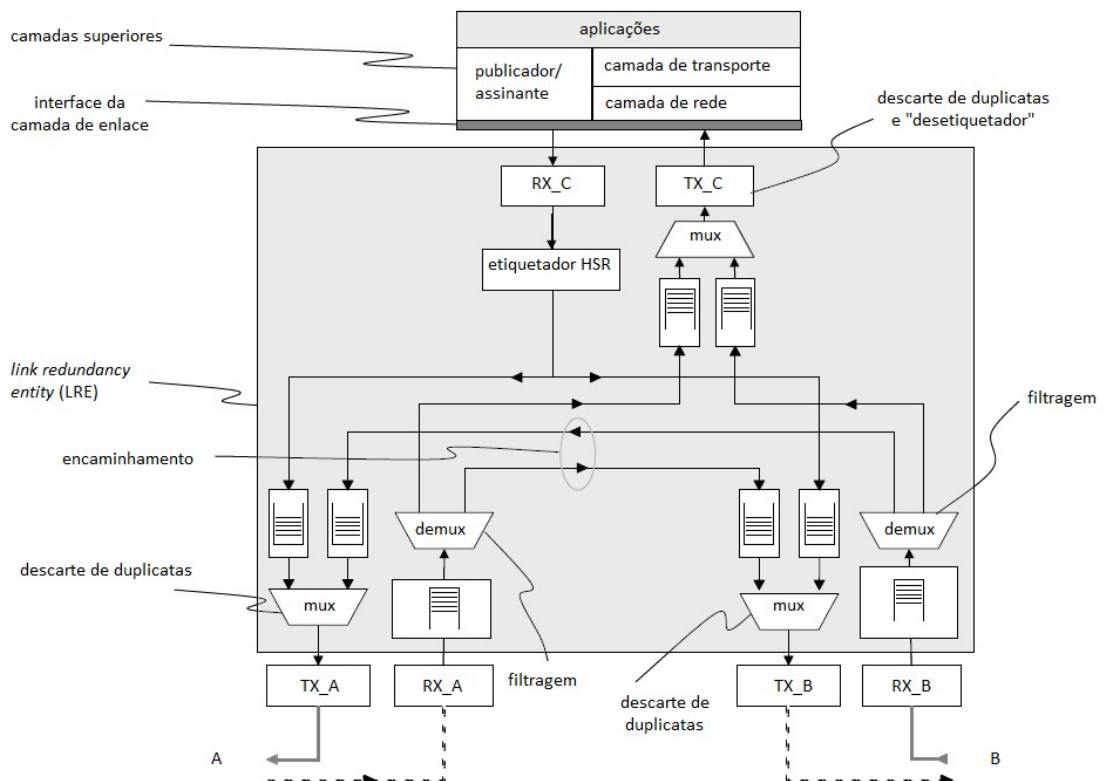 aplicações
camadas superiores
publicador/
assinante
camada de transporte
camada de rede
interface da
camada de enlace
descarte de duplicatas
e "desetiquetador"
RX_C
TX_C
mux
etiquetador HSR
link redundancy
entity (LRE)
filtragem
encaminhamento
demux
demux
descarte de duplicatas
mux
mux
TX_A
RX_A
filtragem
descarte de
duplicatas
TX_B
RX_B
A
B